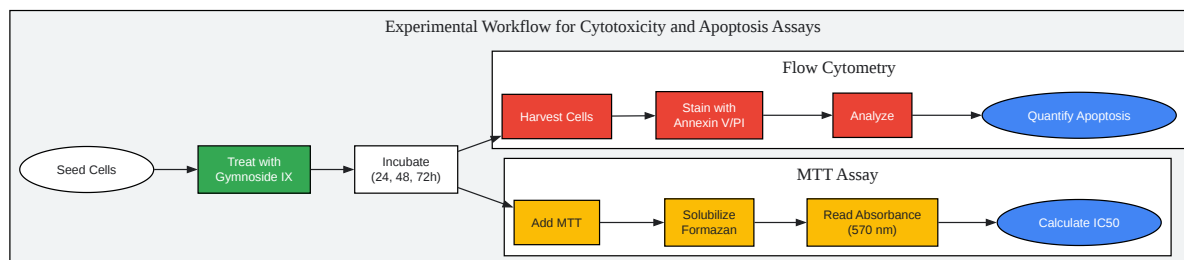 Experimental Workflow for Cytotoxicity and Apoptosis Assays
Seed Cells
Treat with
Gymnoside IX
Incubate
(24, 48, 72h)
Flow Cytometry
Harvest Cells
Stain with
Annexin V/PI
Analyze
Quantify Apoptosis
MTT Assay
Add MTT
Solubilize
Formazan
Read Absorbance
(570 nm)
Calculate IC50